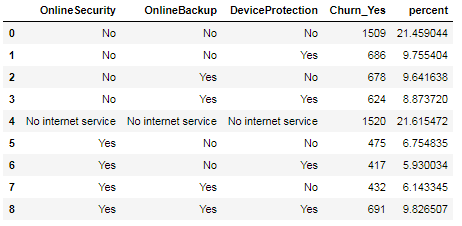 OnlineSecurity OnlineBackup DeviceProtection Churn_Yes percent
0 No No No 1509 21.459044
1 No No Yes 686 9.755404
2 No Yes No 678 9.641638
3 No Yes Yes 624 8.873720
4 No internet service No internet service No internet service 1520 21.615472
5 Yes No No 475 6.754835
6 Yes No Yes 417 5.930034
7 Yes Yes No 432 6.143345
8 Yes Yes Yes 691 9.826507